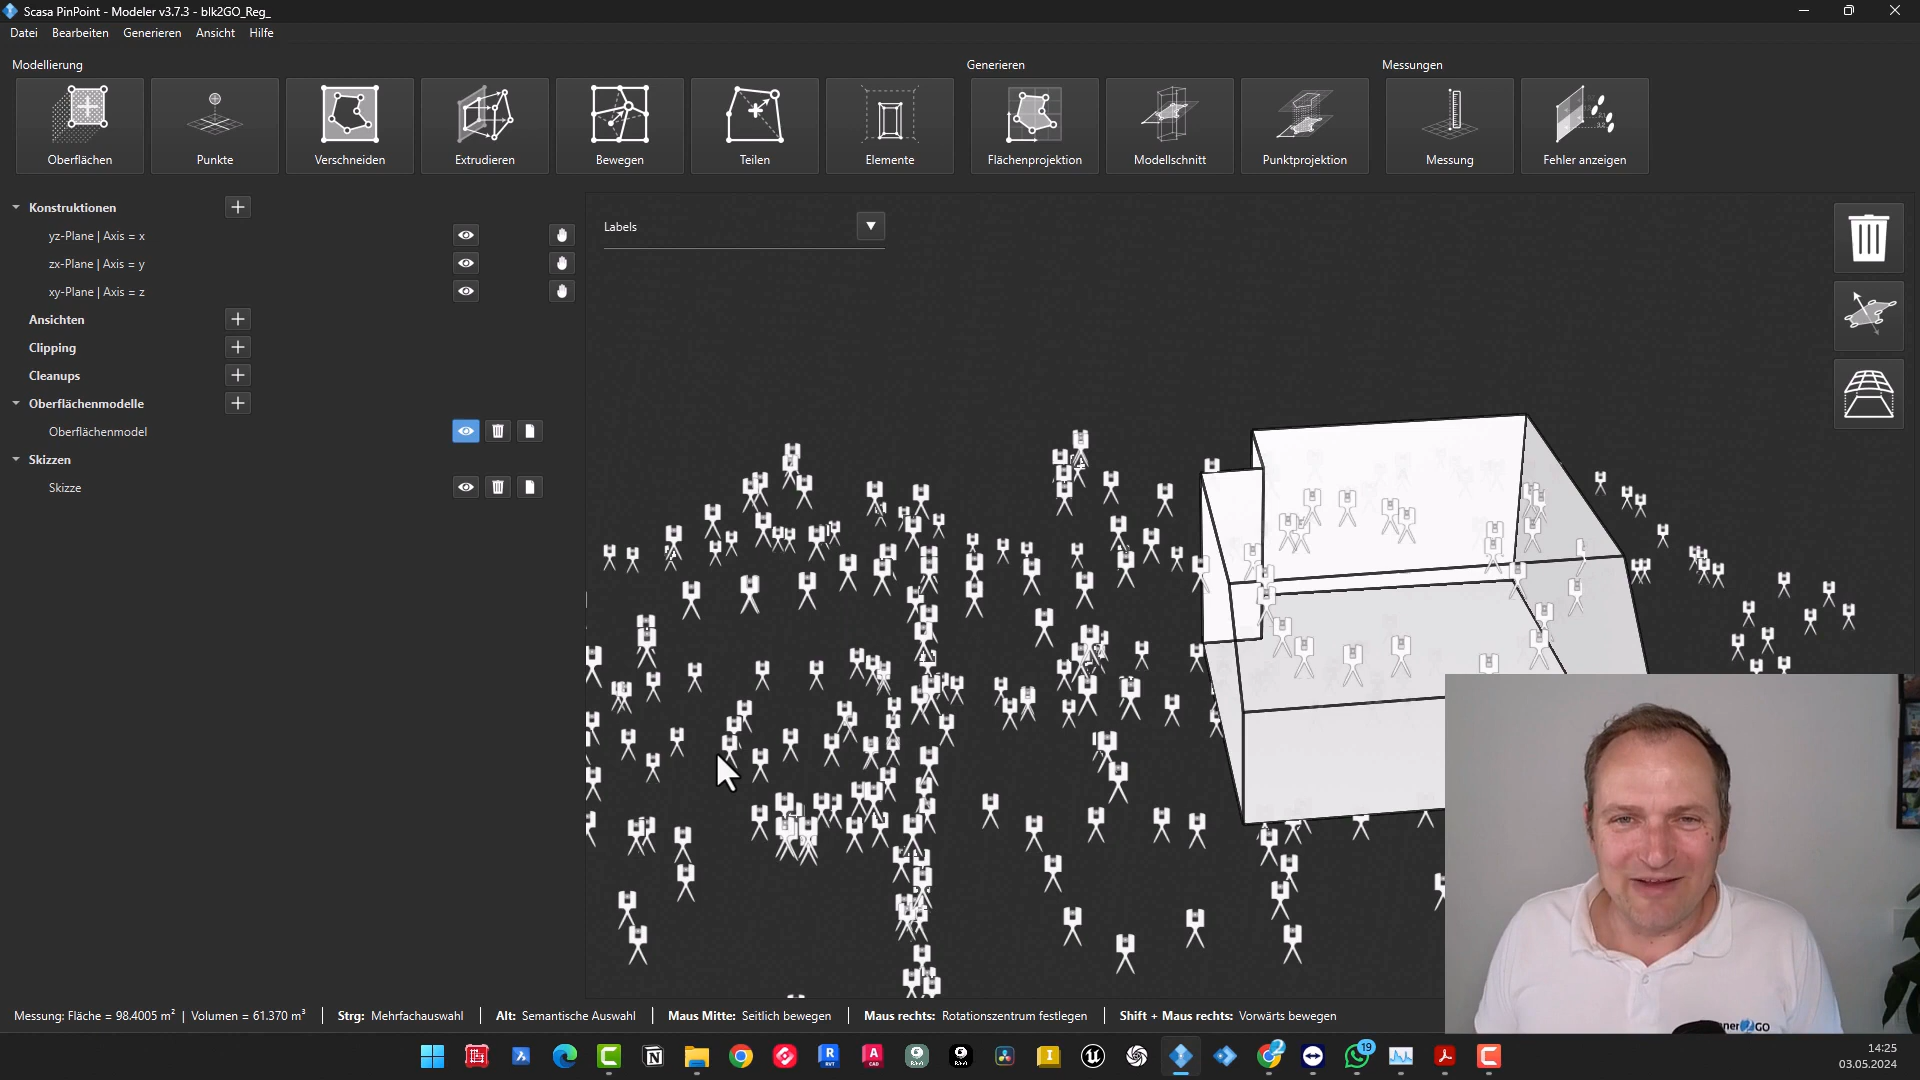 Scasa PinPoint - Modeler v3.7.3 - blk2GO_Reg_
Datei Bearbeiten Generieren Ansicht Hilfe
Modellierung
Generieren
Messungen
Oberflächen
Punkte
Verschneiden
Extrudieren
Bewegen
Teilen
Elemente
Flächenprojektion
Modellschnitt
Punktprojektion
Messung
Fehler anzeigen
Konstruktionen
yz-Plane | Axis = x
zx-Plane | Axis = y
xy-Plane | Axis = z
Ansichten
Clipping
Cleanups
Oberflächenmodelle
Oberflächenmodel
Skizzen
Skizze
Labels
Messung: Fläche = 98.4005 m² | Volumen = 61.370 m³
Strg: Mehrfachauswahl
Alt: Semantische Auswahl
Maus Mitte: Seitlich bewegen
Maus rechts: Rotationszentrum festlegen
Shift + Maus rechts: Vorwärts bewegen
ner2GO
2
19
14:25
03.05.2024